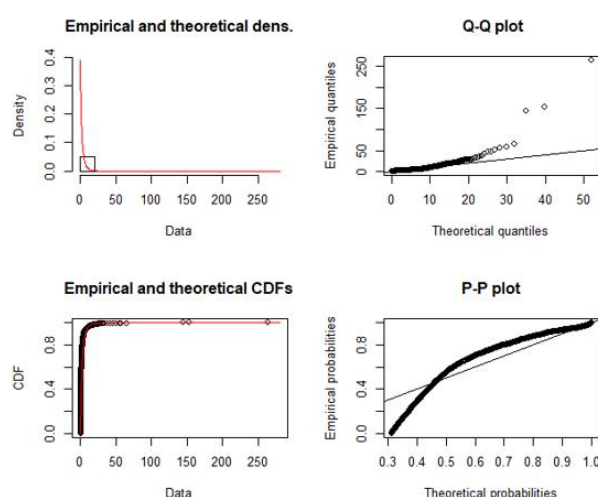 Empirical and theoretical dens.
Density
0.0 0.1 0.2 0.3 0.4
0 50 100 150 200 250
Data
Q-Q plot
Empirical quantiles
0 50 150 250
0 10 20 30 40 50
Theoretical quantiles
Empirical and theoretical CDFs
CDF
0.0 0.4 0.8
0 50 100 150 200 250
Data
P-P plot
Empirical probabilities
0.0 0.4 0.8
0.3 0.4 0.5 0.6 0.7 0.8 0.9 1.0
Theoretical probabilities